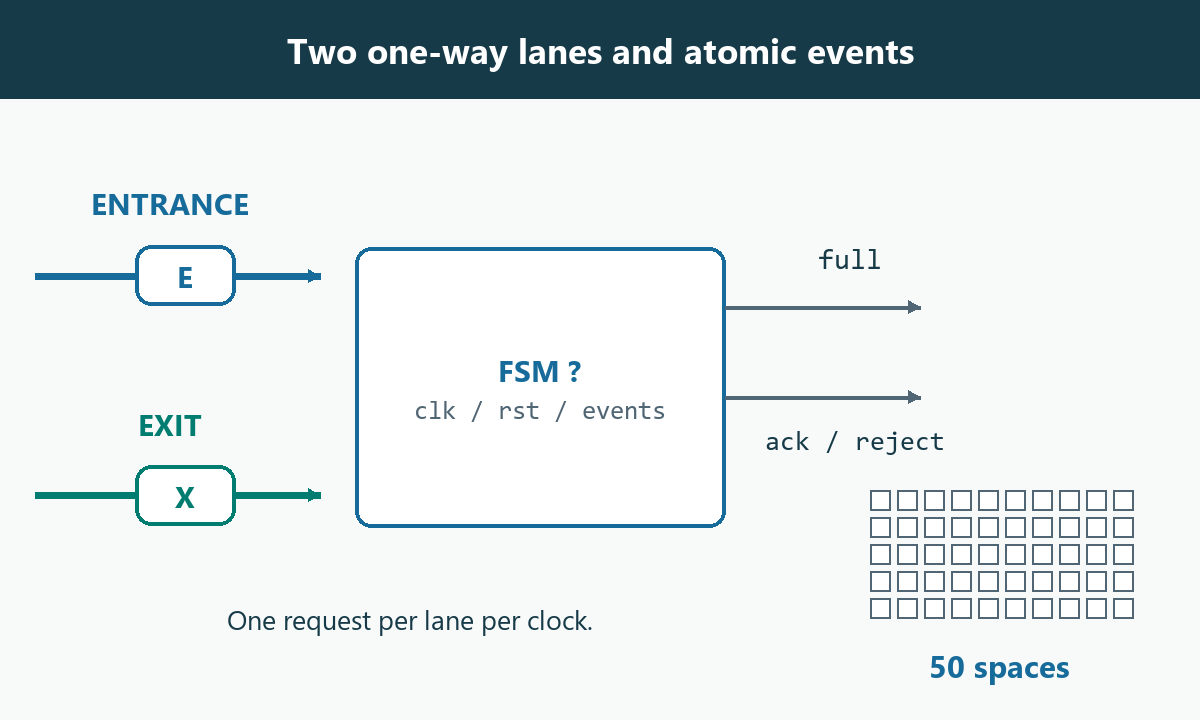 Two one-way lanes and atomic events
ENTRANCE
E
EXIT
X
FSM ?
clk / rst / events
full
ack / reject
One request per lane per clock.
50 spaces